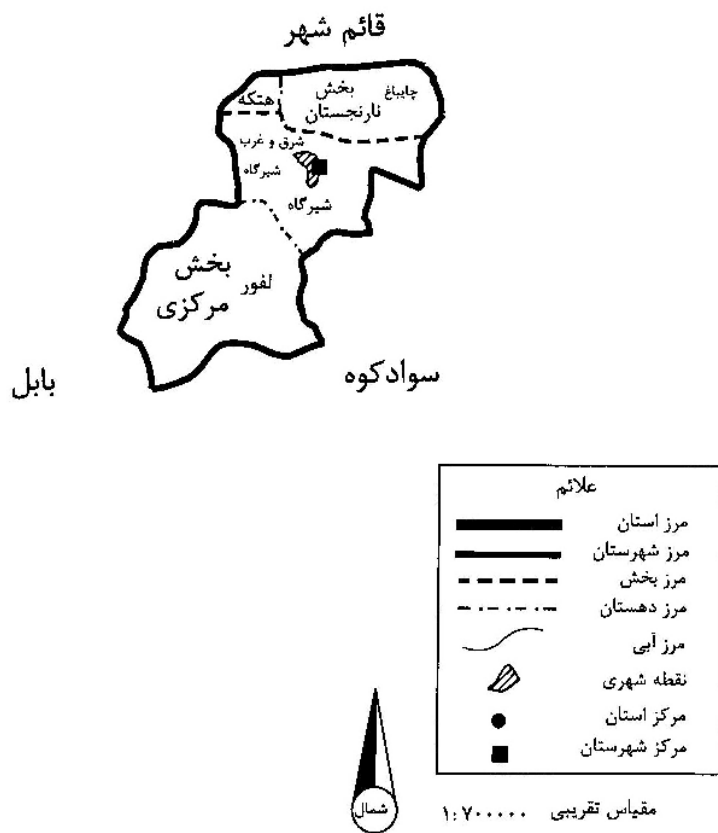 قائم شهر
هتکه
بخش
نارنجستان
چایباغ
شرق و غرب
شیرگاه
شیرگاه
بخش
مرکزی
لفور
بابل
سوادکوه
علائم
مرز استان
مرز شهرستان
مرز بخش
مرز دهستان
مرز آبی
نقطه شهری
مرکز استان
مرکز شهرستان
شمال
مقیاس تقریبی ۱:۷۰۰۰۰۰